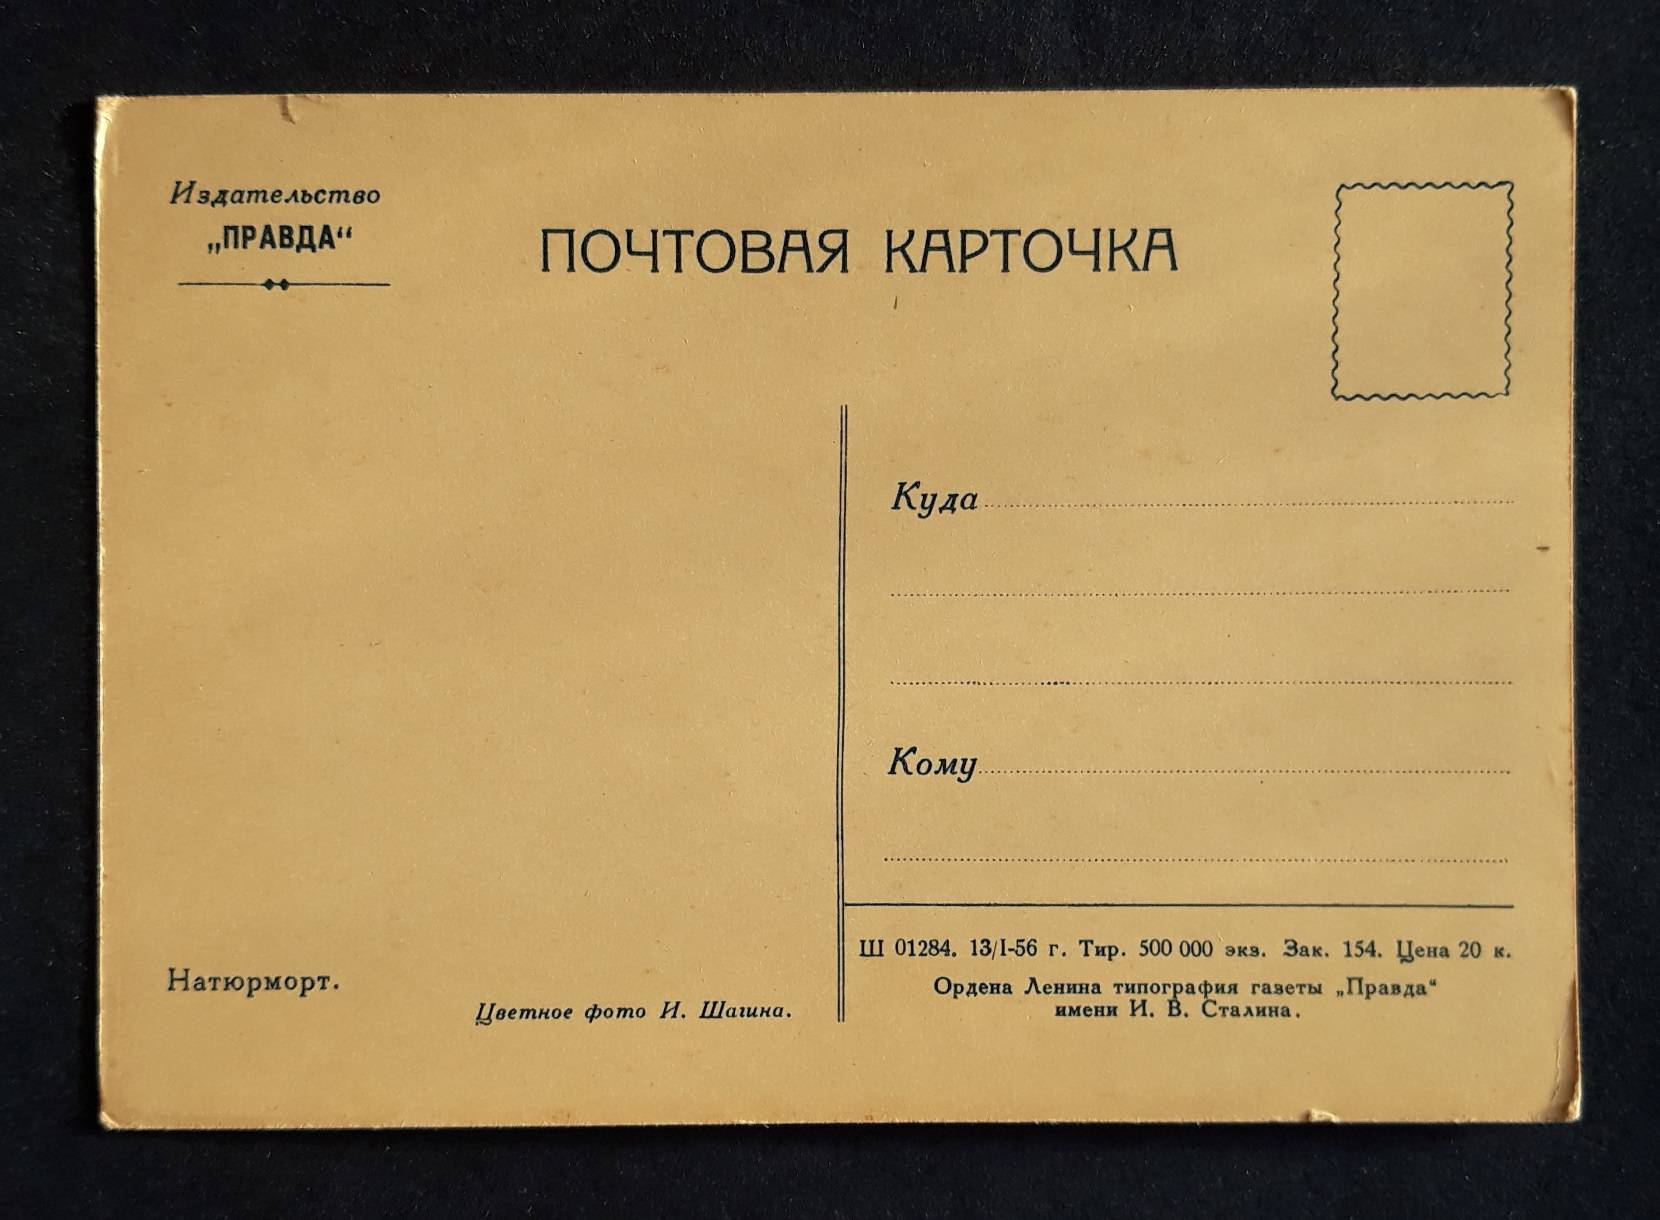 Издательство
„ПРАВДА“
ПОЧТОВАЯ КАРТОЧКА
Куда
Кому
Ш 01284. 13/I-56 г. Тир. 500 000 экз. Зак. 154. Цена 20 к.
Ордена Ленина типография газеты „Правда“
имени И. В. Сталина.
Натюрморт.
Цветное фото И. Шагина.